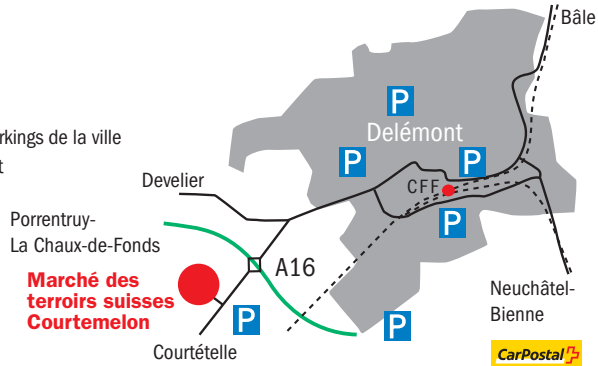 Bâle
P
rkings de la ville
Delémont
t
P
P
Develier
CFF
Porrentruy-
La Chaux-de-Fonds
P
A16
Marché des
terroirs suisses
Courtemelon
Neuchâtel-
Bienne
P
P
Courtételle
CarPostal